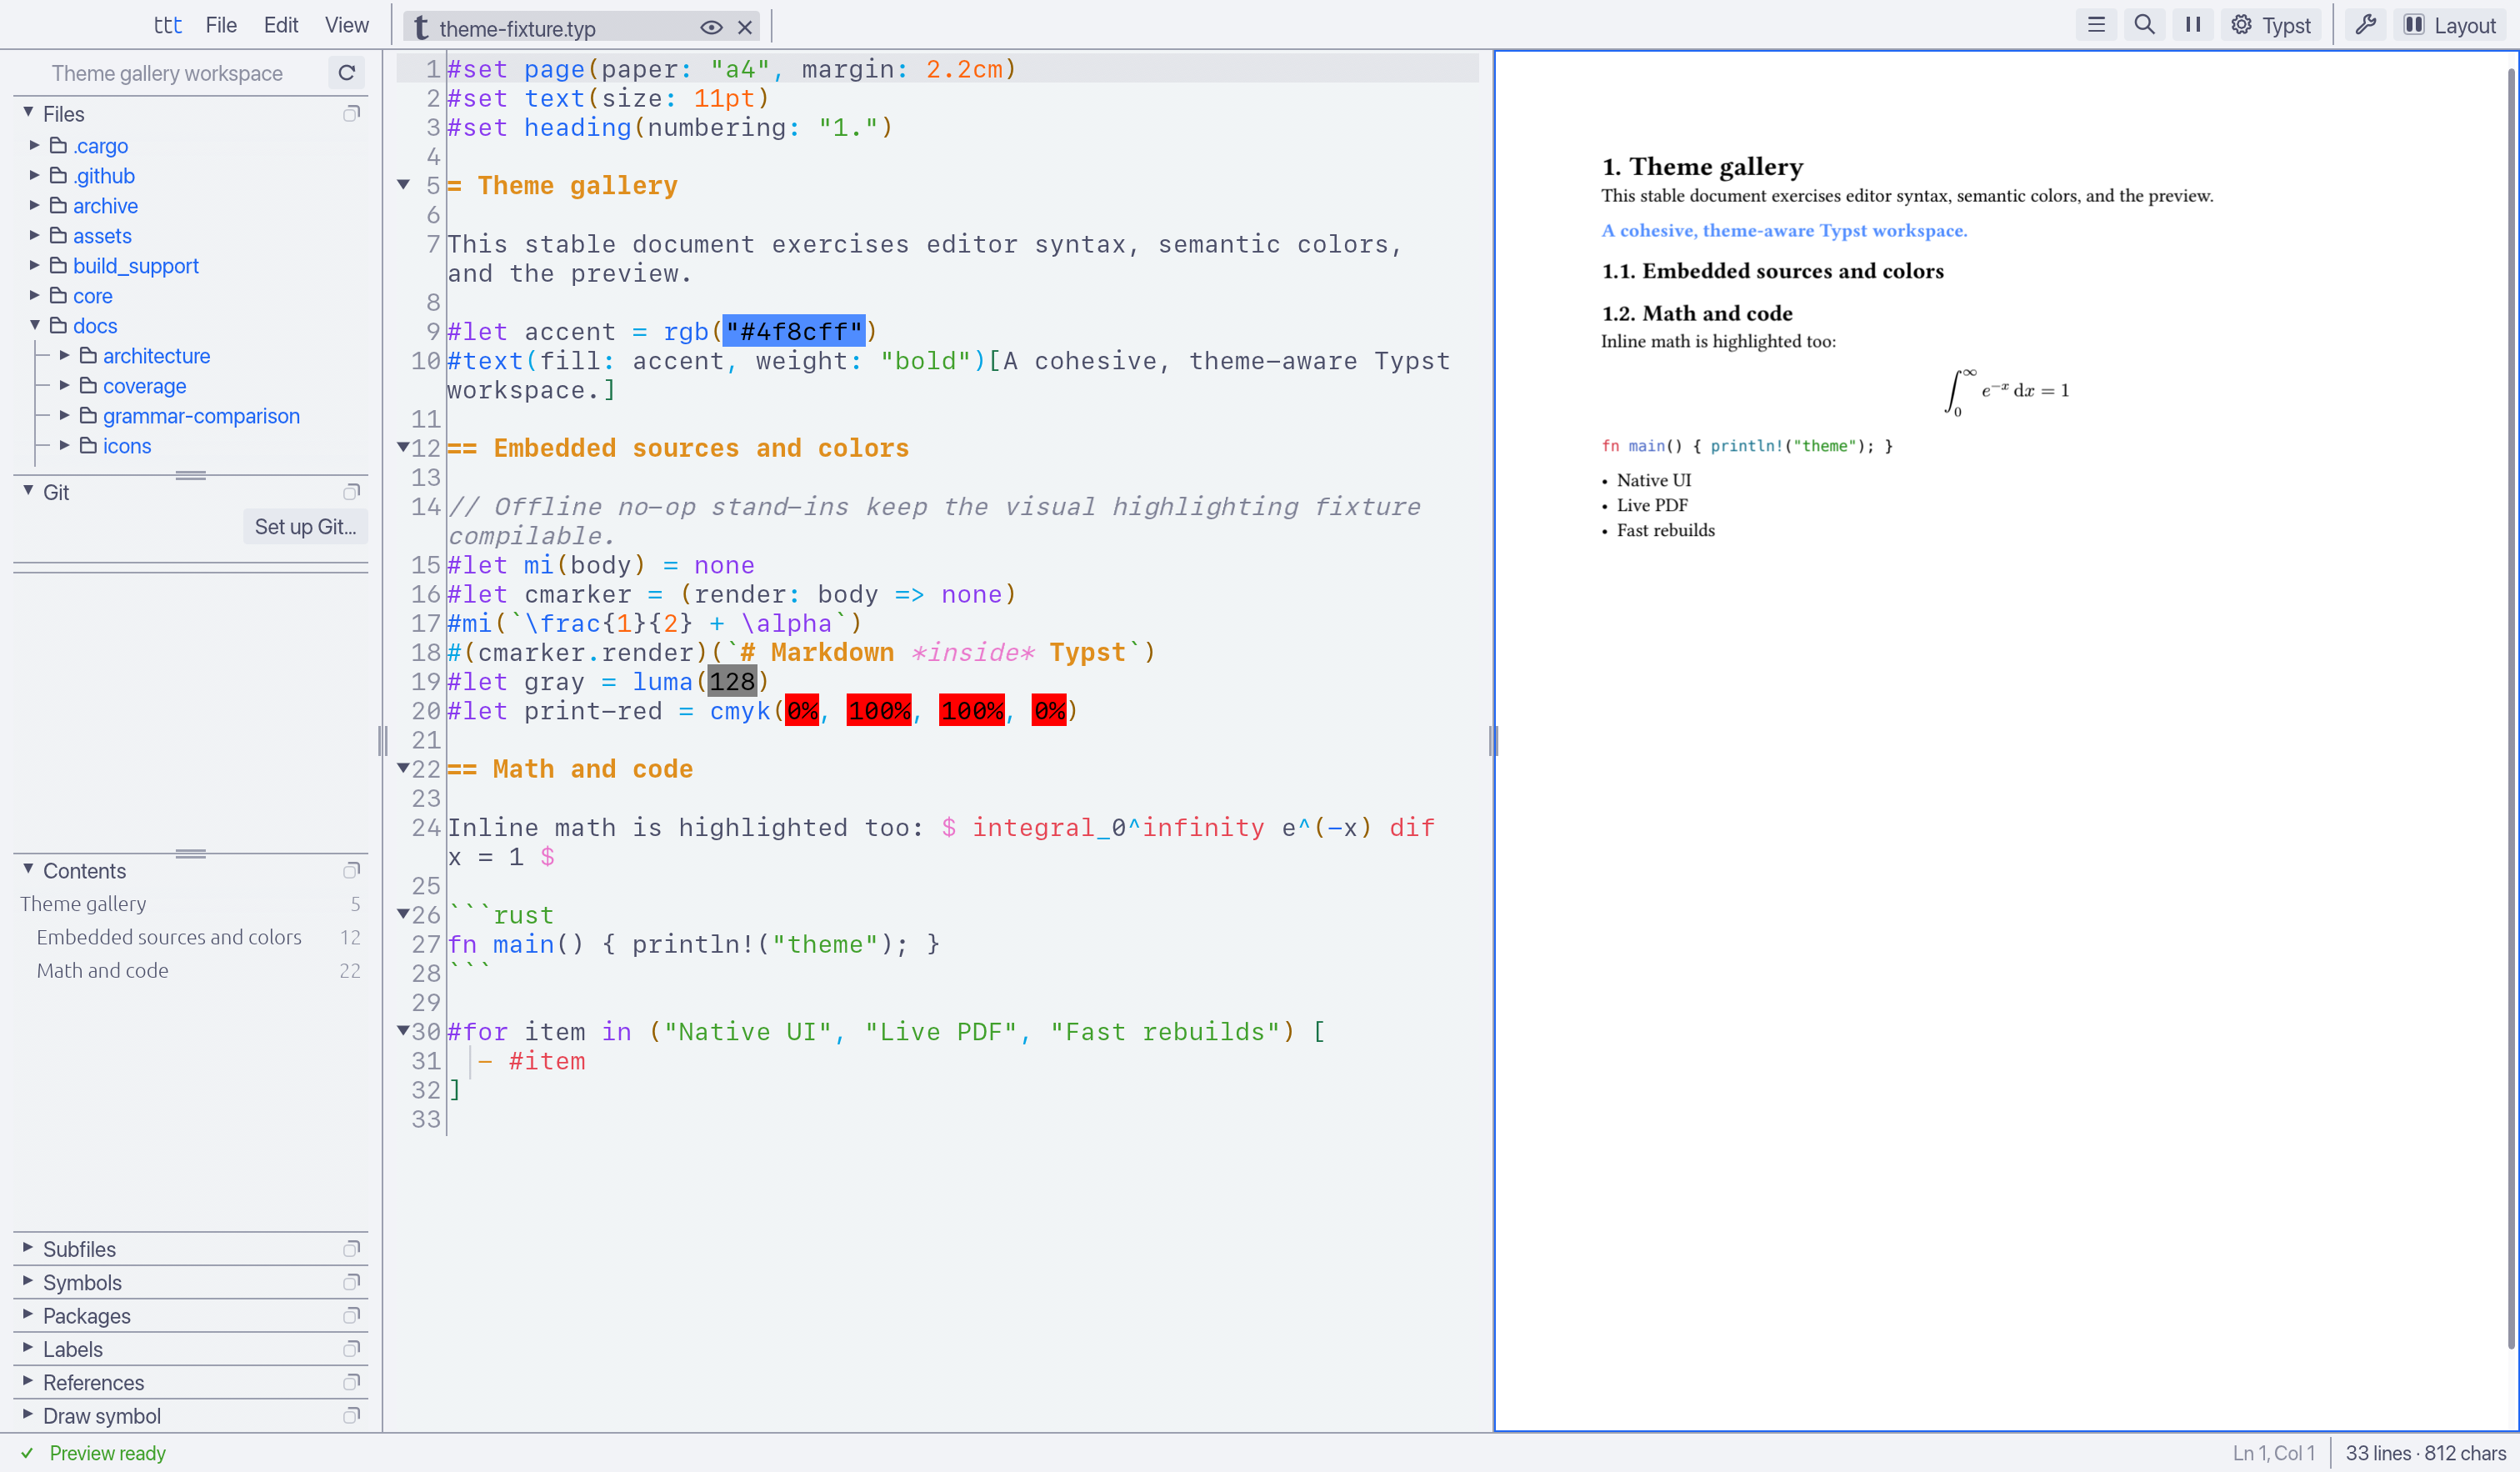 ttt File Edit View
theme-fixture.typ
Typst
Layout
Theme gallery workspace
Files
.cargo
.github
archive
assets
build_support
core
docs
architecture
coverage
grammar-comparison
icons
Git
Set up Git...
Contents
Theme gallery 5
Embedded sources and colors 12
Math and code 22
Subfiles
Symbols
Packages
Labels
References
Draw symbol
1 #set page(paper: "a4", margin: 2.2cm)
2 #set text(size: 11pt)
3 #set heading(numbering: "1.")
4
5 = Theme gallery
6
7 This stable document exercises editor syntax, semantic colors,
and the preview.
8
9 #let accent = rgb("#4f8cff")
10 #text(fill: accent, weight: "bold")[A cohesive, theme-aware Typst
workspace.]
11
12 == Embedded sources and colors
13
14 // Offline no-op stand-ins keep the visual highlighting fixture
compilable.
15 #let mi(body) = none
16 #let cmarker = (render: body => none)
17 #mi(`\frac{1}{2} + \alpha`)
18 #(cmarker.render)(`# Markdown *inside* Typst`)
19 #let gray = luma(128)
20 #let print-red = cmyk(0%, 100%, 100%, 0%)
21
22 == Math and code
23
24 Inline math is highlighted too: $ integral_0^infinity e^(-x) dif
x = 1 $
25
26 ```rust
27 fn main() { println!("theme"); }
28 ```
29
30 #for item in ("Native UI", "Live PDF", "Fast rebuilds") [
31 - #item
32 ]
33
1. Theme gallery
This stable document exercises editor syntax, semantic colors, and the preview.
A cohesive, theme-aware Typst workspace.
1.1. Embedded sources and colors
1.2. Math and code
Inline math is highlighted too:
∫₀^∞ e⁻ˣ dx = 1
fn main() { println!("theme"); }
• Native UI
• Live PDF
• Fast rebuilds
Preview ready
Ln 1, Col 1
33 lines · 812 chars